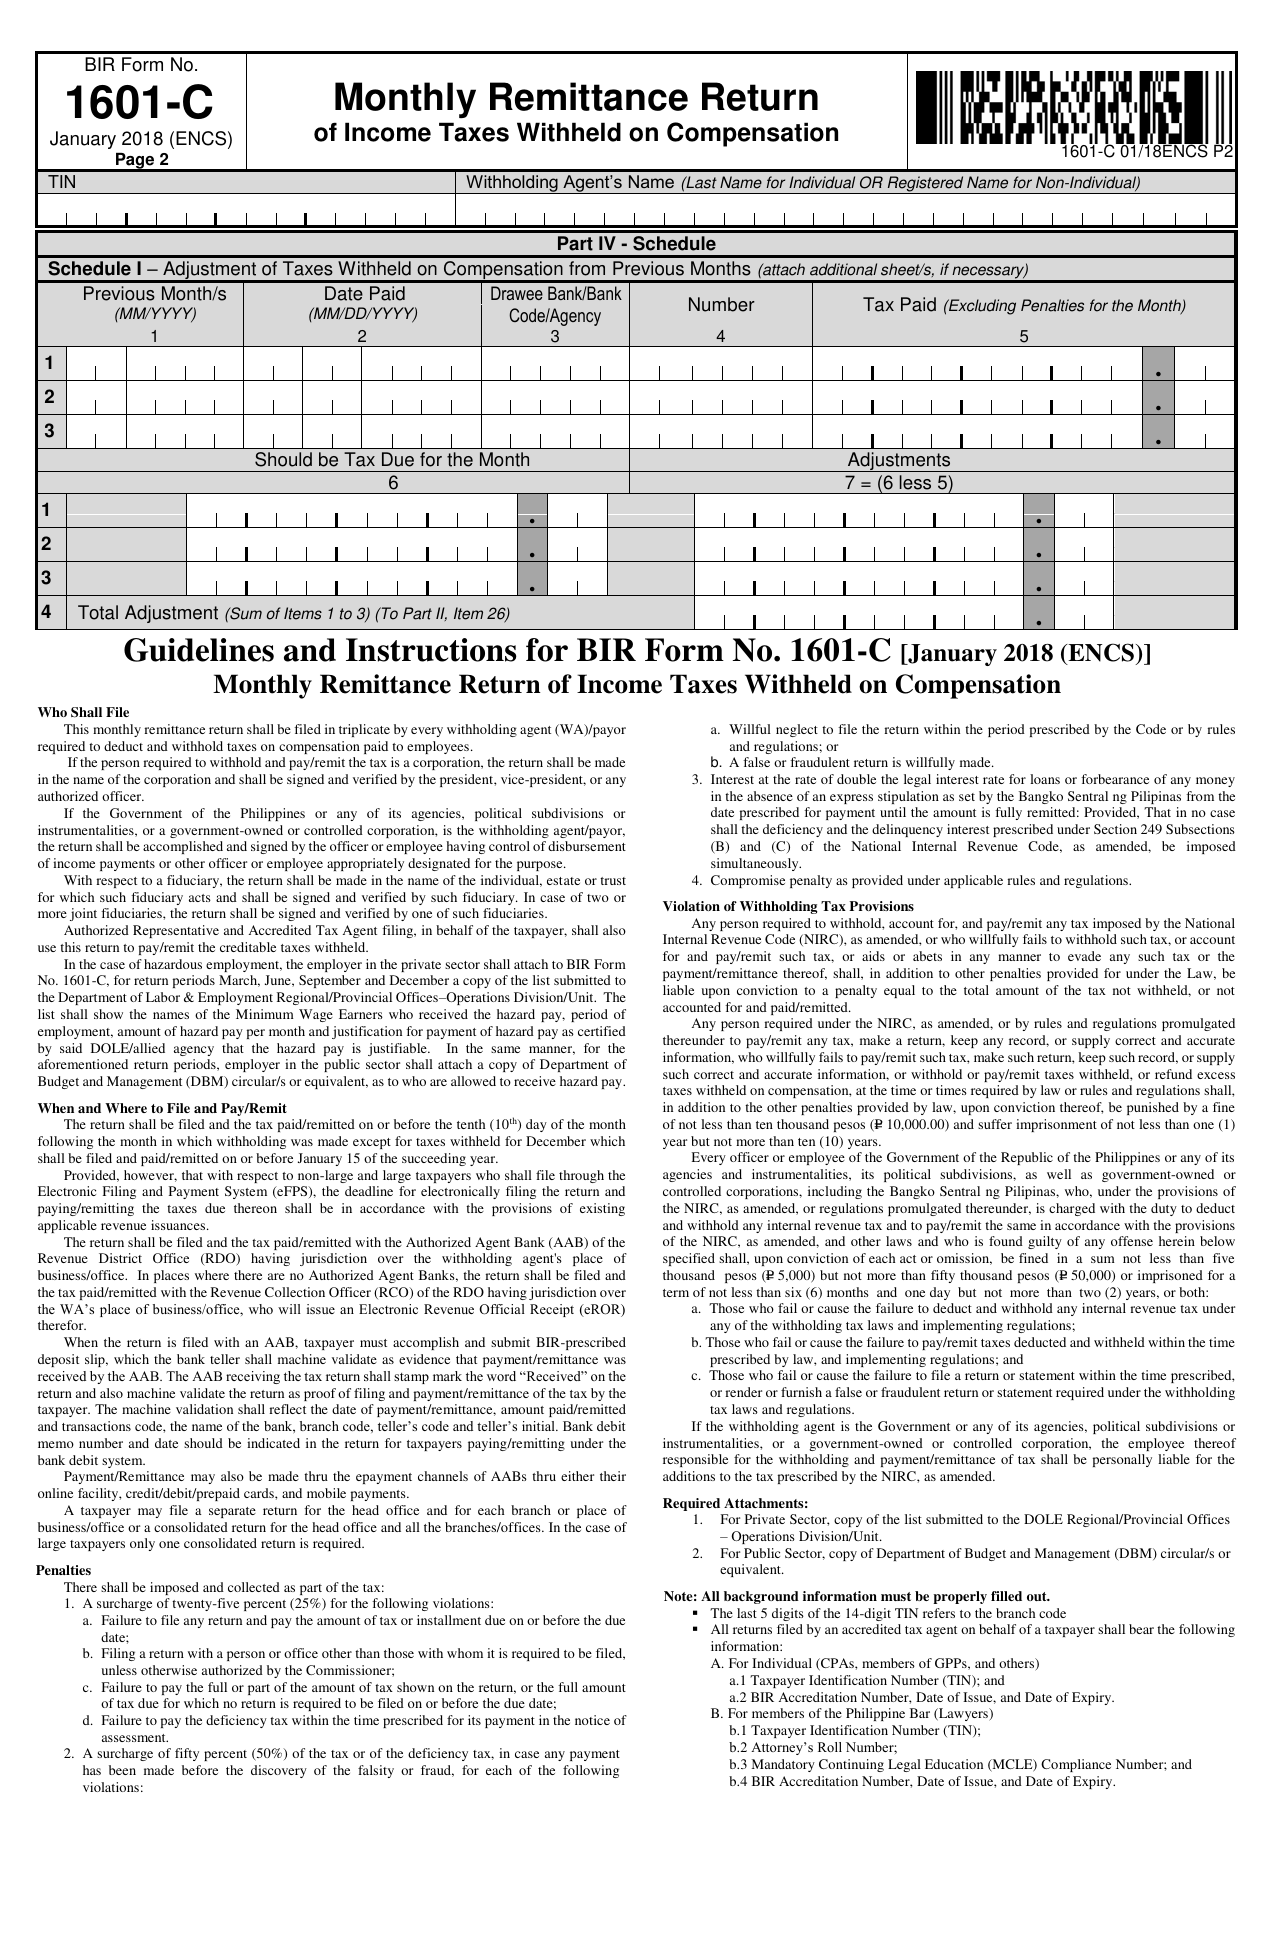 BIR Form No.
1601-C
January 2018 (ENCS)
Page 2
Monthly Remittance Return
of Income Taxes Withheld on Compensation
1601-C 01/18ENCS P2
TIN
Withholding Agent's Name (Last Name for Individual OR Registered Name for Non-Individual)
Part IV - Schedule
Schedule I – Adjustment of Taxes Withheld on Compensation from Previous Months (attach additional sheet/s, if necessary)
Previous Month/s
(MM/YYYY)
1
Date Paid
(MM/DD/YYYY)
2
Drawee Bank/Bank
Code/Agency
3
Number
4
Tax Paid (Excluding Penalties for the Month)
5
1
2
3
Should be Tax Due for the Month
Adjustments
6
7 = (6 less 5)
1
2
3
4 Total Adjustment (Sum of Items 1 to 3) (To Part II, Item 26)
Guidelines and Instructions for BIR Form No. 1601-C [January 2018 (ENCS)]
Monthly Remittance Return of Income Taxes Withheld on Compensation
Who Shall File
This monthly remittance return shall be filed in triplicate by every withholding agent (WA)/payor
required to deduct and withhold taxes on compensation paid to employees.
If the person required to withhold and pay/remit the tax is a corporation, the return shall be made
in the name of the corporation and shall be signed and verified by the president, vice-president, or any
authorized officer.
If the Government of the Philippines or any of its agencies, political subdivisions or
instrumentalities, or a government-owned or controlled corporation, is the withholding agent/payor,
the return shall be accomplished and signed by the officer or employee having control of disbursement
of income payments or other officer or employee appropriately designated for the purpose.
With respect to a fiduciary, the return shall be made in the name of the individual, estate or trust
for which such fiduciary acts and shall be signed and verified by such fiduciary. In case of two or
more joint fiduciaries, the return shall be signed and verified by one of such fiduciaries.
Authorized Representative and Accredited Tax Agent filing, in behalf of the taxpayer, shall also
use this return to pay/remit the creditable taxes withheld.
In the case of hazardous employment, the employer in the private sector shall attach to BIR Form
No. 1601-C, for return periods March, June, September and December a copy of the list submitted to
the Department of Labor & Employment Regional/Provincial Offices–Operations Division/Unit. The
list shall show the names of the Minimum Wage Earners who received the hazard pay, period of
employment, amount of hazard pay per month and justification for payment of hazard pay as certified
by said DOLE/allied agency that the hazard pay is justifiable. In the same manner, for the
aforementioned return periods, employer in the public sector shall attach a copy of Department of
Budget and Management (DBM) circular/s or equivalent, as to who are allowed to receive hazard pay.
When and Where to File and Pay/Remit
The return shall be filed and the tax paid/remitted on or before the tenth (10th) day of the month
following the month in which withholding was made except for taxes withheld for December which
shall be filed and paid/remitted on or before January 15 of the succeeding year.
Provided, however, that with respect to non-large and large taxpayers who shall file through the
Electronic Filing and Payment System (eFPS), the deadline for electronically filing the return and
paying/remitting the taxes due thereon shall be in accordance with the provisions of existing
applicable revenue issuances.
The return shall be filed and the tax paid/remitted with the Authorized Agent Bank (AAB) of the
Revenue District Office (RDO) having jurisdiction over the withholding agent's place of
business/office. In places where there are no Authorized Agent Banks, the return shall be filed and
the tax paid/remitted with the Revenue Collection Officer (RCO) of the RDO having jurisdiction over
the WA's place of business/office, who will issue an Electronic Revenue Official Receipt (eROR)
therefor.
When the return is filed with an AAB, taxpayer must accomplish and submit BIR-prescribed
deposit slip, which the bank teller shall machine validate as evidence that payment/remittance was
received by the AAB. The AAB receiving the tax return shall stamp mark the word “Received” on the
return and also machine validate the return as proof of filing and payment/remittance of the tax by the
taxpayer. The machine validation shall reflect the date of payment/remittance, amount paid/remitted
and transactions code, the name of the bank, branch code, teller's code and teller's initial. Bank debit
memo number and date should be indicated in the return for taxpayers paying/remitting under the
bank debit system.
Payment/Remittance may also be made thru the epayment channels of AABs thru either their
online facility, credit/debit/prepaid cards, and mobile payments.
A taxpayer may file a separate return for the head office and for each branch or place of
business/office or a consolidated return for the head office and all the branches/offices. In the case of
large taxpayers only one consolidated return is required.
Penalties
There shall be imposed and collected as part of the tax:
1. A surcharge of twenty-five percent (25%) for the following violations:
a. Failure to file any return and pay the amount of tax or installment due on or before the due
date;
b. Filing a return with a person or office other than those with whom it is required to be filed,
unless otherwise authorized by the Commissioner;
c. Failure to pay the full or part of the amount of tax shown on the return, or the full amount
of tax due for which no return is required to be filed on or before the due date;
d. Failure to pay the deficiency tax within the time prescribed for its payment in the notice of
assessment.
2. A surcharge of fifty percent (50%) of the tax or of the deficiency tax, in case any payment
has been made before the discovery of the falsity or fraud, for each of the following
violations:
a. Willful neglect to file the return within the period prescribed by the Code or by rules
and regulations; or
b. A false or fraudulent return is willfully made.
3. Interest at the rate of double the legal interest rate for loans or forbearance of any money
in the absence of an express stipulation as set by the Bangko Sentral ng Pilipinas from the
date prescribed for payment until the amount is fully remitted: Provided, That in no case
shall the deficiency and the delinquency interest prescribed under Section 249 Subsections
(B) and (C) of the National Internal Revenue Code, as amended, be imposed
simultaneously.
4. Compromise penalty as provided under applicable rules and regulations.
Violation of Withholding Tax Provisions
Any person required to withhold, account for, and pay/remit any tax imposed by the National
Internal Revenue Code (NIRC), as amended, or who willfully fails to withhold such tax, or account
for and pay/remit such tax, or aids or abets in any manner to evade any such tax or the
payment/remittance thereof, shall, in addition to other penalties provided for under the Law, be
liable upon conviction to a penalty equal to the total amount of the tax not withheld, or not
accounted for and paid/remitted.
Any person required under the NIRC, as amended, or by rules and regulations promulgated
thereunder to pay/remit any tax, make a return, keep any record, or supply correct and accurate
information, who willfully fails to pay/remit such tax, make such return, keep such record, or supply
such correct and accurate information, or withhold or pay/remit taxes withheld, or refund excess
taxes withheld on compensation, at the time or times required by law or rules and regulations shall,
in addition to the other penalties provided by law, upon conviction thereof, be punished by a fine
of not less than ten thousand pesos (₱ 10,000.00) and suffer imprisonment of not less than one (1)
year but not more than ten (10) years.
Every officer or employee of the Government of the Republic of the Philippines or any of its
agencies and instrumentalities, its political subdivisions, as well as government-owned or
controlled corporations, including the Bangko Sentral ng Pilipinas, who, under the provisions of
the NIRC, as amended, or regulations promulgated thereunder, is charged with the duty to deduct
and withhold any internal revenue tax and to pay/remit the same in accordance with the provisions
of the NIRC, as amended, and other laws and who is found guilty of any offense herein below
specified shall, upon conviction of each act or omission, be fined in a sum not less than five
thousand pesos (₱ 5,000) but not more than fifty thousand pesos (₱ 50,000) or imprisoned for a
term of not less than six (6) months and one day but not more than two (2) years, or both:
a. Those who fail or cause the failure to deduct and withhold any internal revenue tax under
any of the withholding tax laws and implementing regulations;
b. Those who fail or cause the failure to pay/remit taxes deducted and withheld within the time
prescribed by law, and implementing regulations; and
c. Those who fail or cause the failure to file a return or statement within the time prescribed,
or render or furnish a false or fraudulent return or statement required under the withholding
tax laws and regulations.
If the withholding agent is the Government or any of its agencies, political subdivisions or
instrumentalities, or a government-owned or controlled corporation, the employee thereof
responsible for the withholding and payment/remittance of tax shall be personally liable for the
additions to the tax prescribed by the NIRC, as amended.
Required Attachments:
1. For Private Sector, copy of the list submitted to the DOLE Regional/Provincial Offices
– Operations Division/Unit.
2. For Public Sector, copy of Department of Budget and Management (DBM) circular/s or
equivalent.
Note: All background information must be properly filled out.
▪ The last 5 digits of the 14-digit TIN refers to the branch code
▪ All returns filed by an accredited tax agent on behalf of a taxpayer shall bear the following
information:
A. For Individual (CPAs, members of GPPs, and others)
a.1 Taxpayer Identification Number (TIN); and
a.2 BIR Accreditation Number, Date of Issue, and Date of Expiry.
B. For members of the Philippine Bar (Lawyers)
b.1 Taxpayer Identification Number (TIN);
b.2 Attorney's Roll Number;
b.3 Mandatory Continuing Legal Education (MCLE) Compliance Number; and
b.4 BIR Accreditation Number, Date of Issue, and Date of Expiry.